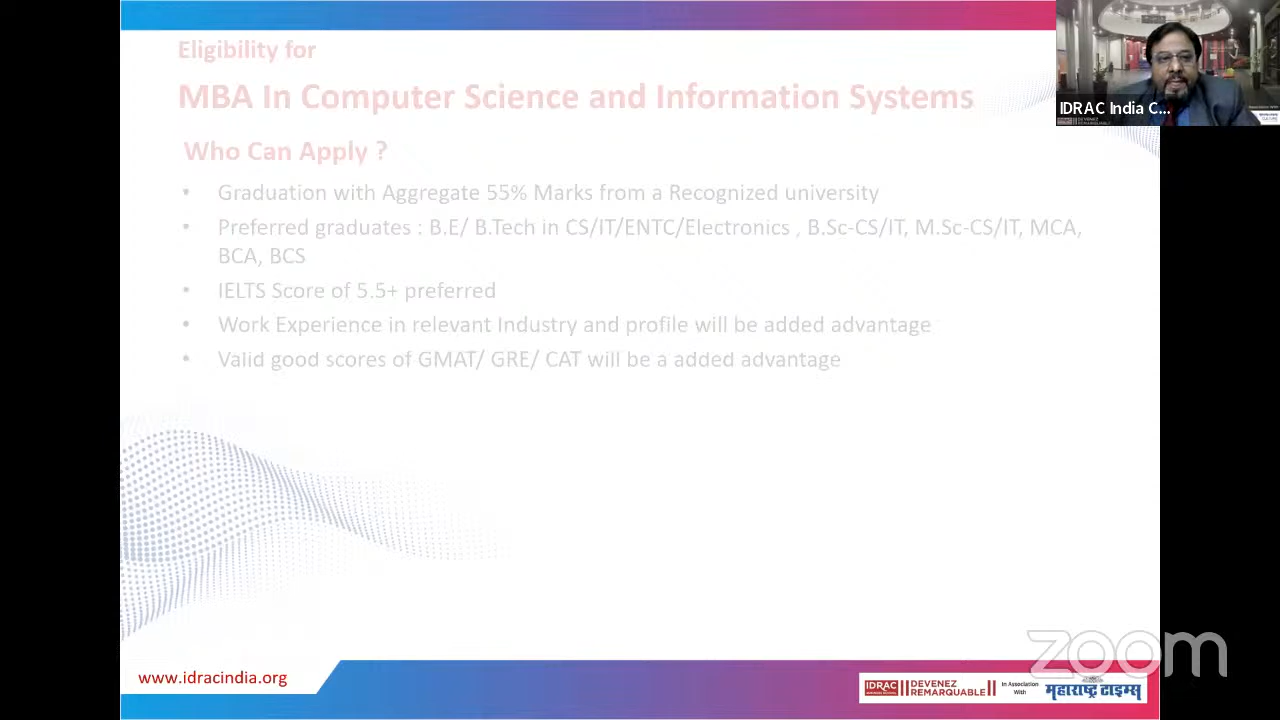 Eligibility for
MBA In Computer Science and Information Systems
Who Can Apply ?
• Graduation with Aggregate 55% Marks from a Recognized university
• Preferred graduates : B.E/ B.Tech in CS/IT/ENTC/Electronics , B.Sc-CS/IT, M.Sc-CS/IT, MCA,
BCA, BCS
• IELTS Score of 5.5+ preferred
• Work Experience in relevant Industry and profile will be added advantage
• Valid good scores of GMAT/ GRE/ CAT will be a added advantage
IDRAC India C...
zoom
www.idracindia.org
IDRAC
DEVENEZ
REMARQUABLE
In Association
With
महाराष्ट्र टाइम्स